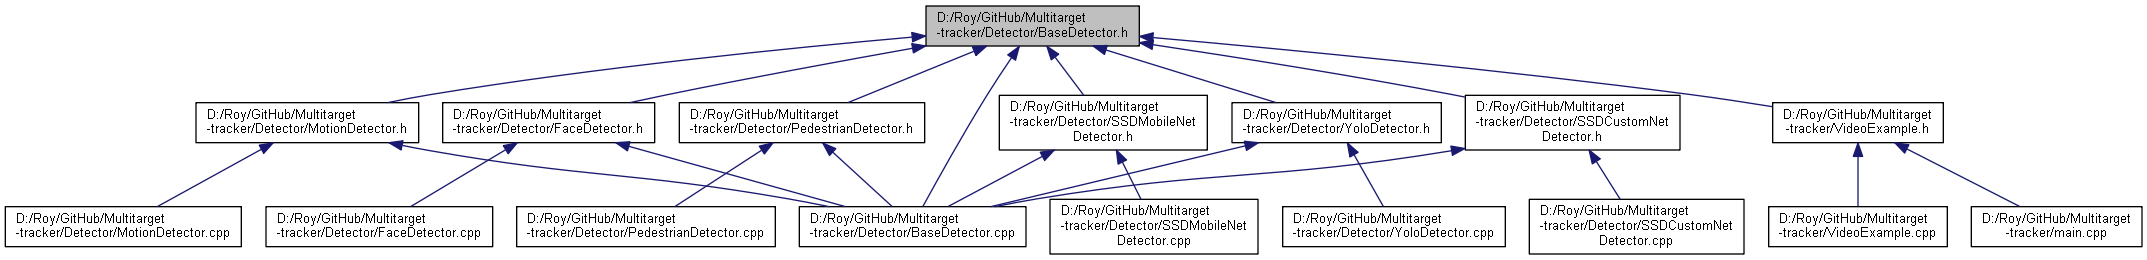 D:/Roy/GitHub/Multitarget
-tracker/Detector/BaseDetector.h
D:/Roy/GitHub/Multitarget
-tracker/Detector/MotionDetector.h
D:/Roy/GitHub/Multitarget
-tracker/Detector/FaceDetector.h
D:/Roy/GitHub/Multitarget
-tracker/Detector/PedestrianDetector.h
D:/Roy/GitHub/Multitarget
-tracker/Detector/SSDMobileNet
Detector.h
D:/Roy/GitHub/Multitarget
-tracker/Detector/YoloDetector.h
D:/Roy/GitHub/Multitarget
-tracker/Detector/SSDCustomNet
Detector.h
D:/Roy/GitHub/Multitarget
-tracker/VideoExample.h
D:/Roy/GitHub/Multitarget
-tracker/Detector/MotionDetector.cpp
D:/Roy/GitHub/Multitarget
-tracker/Detector/FaceDetector.cpp
D:/Roy/GitHub/Multitarget
-tracker/Detector/PedestrianDetector.cpp
D:/Roy/GitHub/Multitarget
-tracker/Detector/BaseDetector.cpp
D:/Roy/GitHub/Multitarget
-tracker/Detector/SSDMobileNet
Detector.cpp
D:/Roy/GitHub/Multitarget
-tracker/Detector/YoloDetector.cpp
D:/Roy/GitHub/Multitarget
-tracker/Detector/SSDCustomNet
Detector.cpp
D:/Roy/GitHub/Multitarget
-tracker/VideoExample.cpp
D:/Roy/GitHub/Multitarget
-tracker/main.cpp